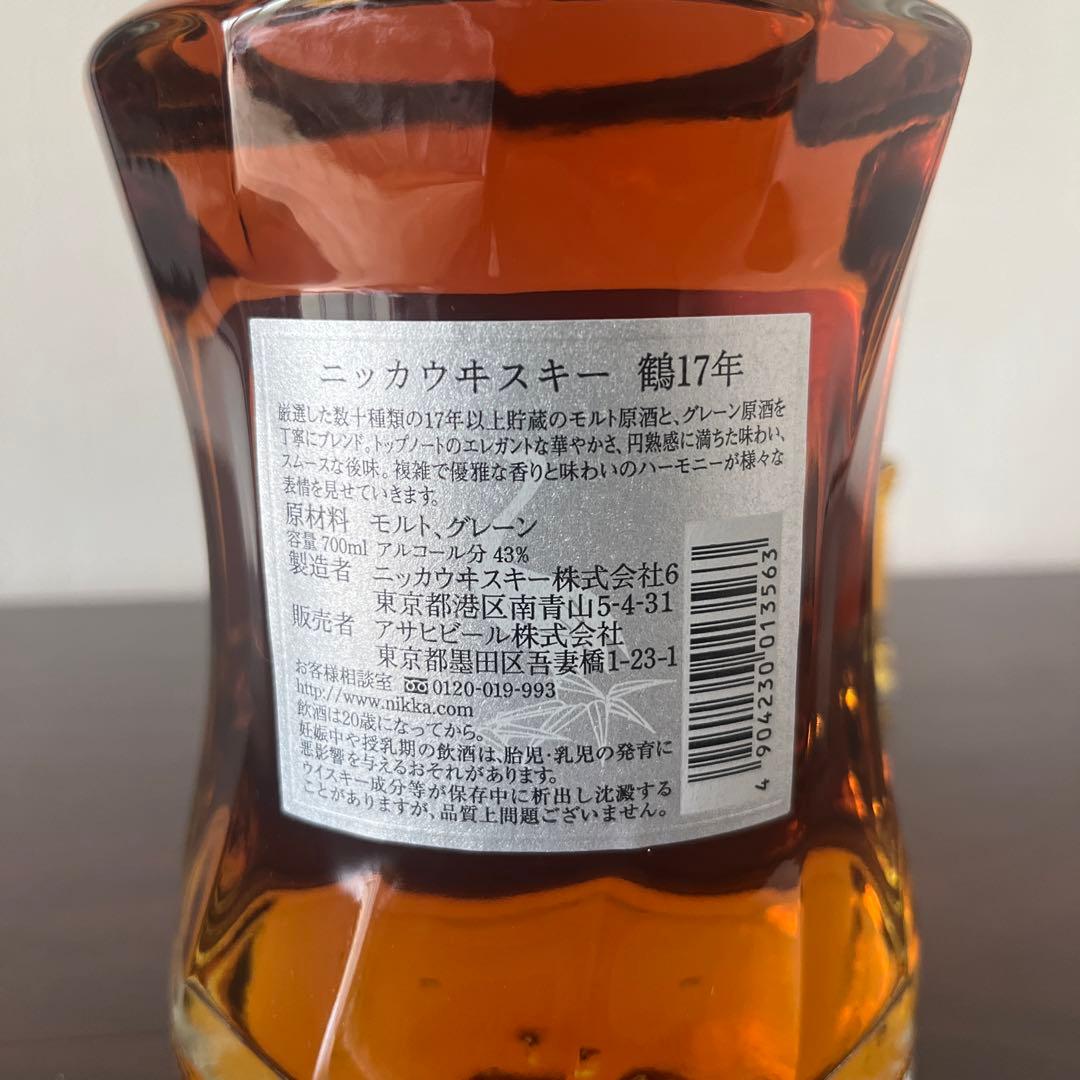 ニッカウヰスキー 鶴17年
厳選した数十種類の17年以上貯蔵のモルト原酒と、グレーン原酒を
丁寧にブレンド。トップノートのエレガントな華やかさ、円熟感に満ちた味わい、
スムースな後味。複雑で優雅な香りと味わいのハーモニーが様々な
表情を見せていきます。
原材料 モルト、グレーン
容量 700ml アルコール分 43%
製造者 ニッカウヰスキー株式会社6
東京都港区南青山5-4-31
販売者 アサヒビール株式会社
東京都墨田区吾妻橋1-23-1
お客様相談室 0120-019-993
http://www.nikka.com
飲酒は20歳になってから。
妊娠中や授乳期の飲酒は、胎児・乳児の発育に
悪影響を与えるおそれがあります。
ウイスキー成分等が保存中に析出し沈澱する
ことがありますが、品質上問題ございません。
4 904230 013563